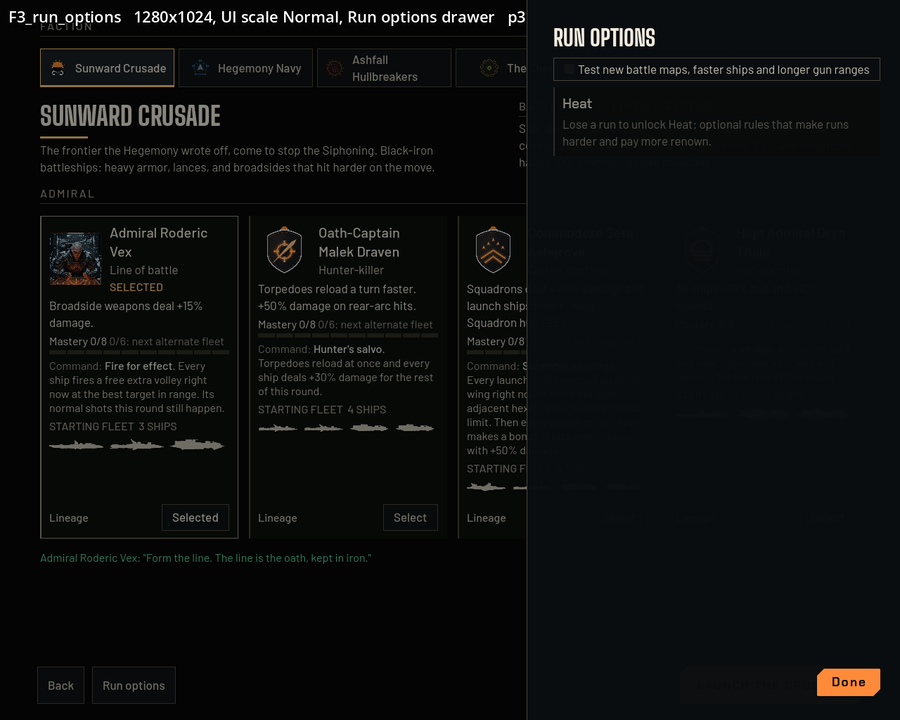 F3_run_options 1280x1024, UI scale Normal, Run options drawer p3
FACTION
Sunward Crusade
Hegemony Navy
Ashfall
Hullbreakers
The
SUNWARD CRUSADE
The frontier the Hegemony wrote off, come to stop the Siphoning. Black-iron
battleships: heavy armor, lances, and broadsides that hit harder on the move.
ADMIRAL
Admiral Roderic
Vex
Line of battle
SELECTED
Broadside weapons deal +15%
damage.
Mastery 0/8 0/6: next alternate fleet
Command: Fire for effect. Every
ship fires a free extra volley right
now at the best target in range. Its
normal shots this round still happen.
STARTING FLEET 3 SHIPS
Lineage
Selected
Oath-Captain
Malek Draven
Hunter-killer
Torpedoes reload a turn faster.
+50% damage on rear-arc hits.
Mastery 0/8 0/6: next alternate fleet
Command: Hunter's salvo.
Torpedoes reload at once and every
ship deals +30% damage for the rest
of this round.
STARTING FLEET 4 SHIPS
Lineage
Select
Squadrons
launch ships
Squadron h
Mastery 0/8
Command: S
Every launch
wing right no
adjacent hex
limit. Then e
makes a bon
with +50% d
STARTING F
Lineage
Admiral Roderic Vex: "Form the line. The line is the oath, kept in iron."
Back
Run options
RUN OPTIONS
Test new battle maps, faster ships and longer gun ranges
Heat
Lose a run to unlock Heat: optional rules that make runs
harder and pay more renown.
Done